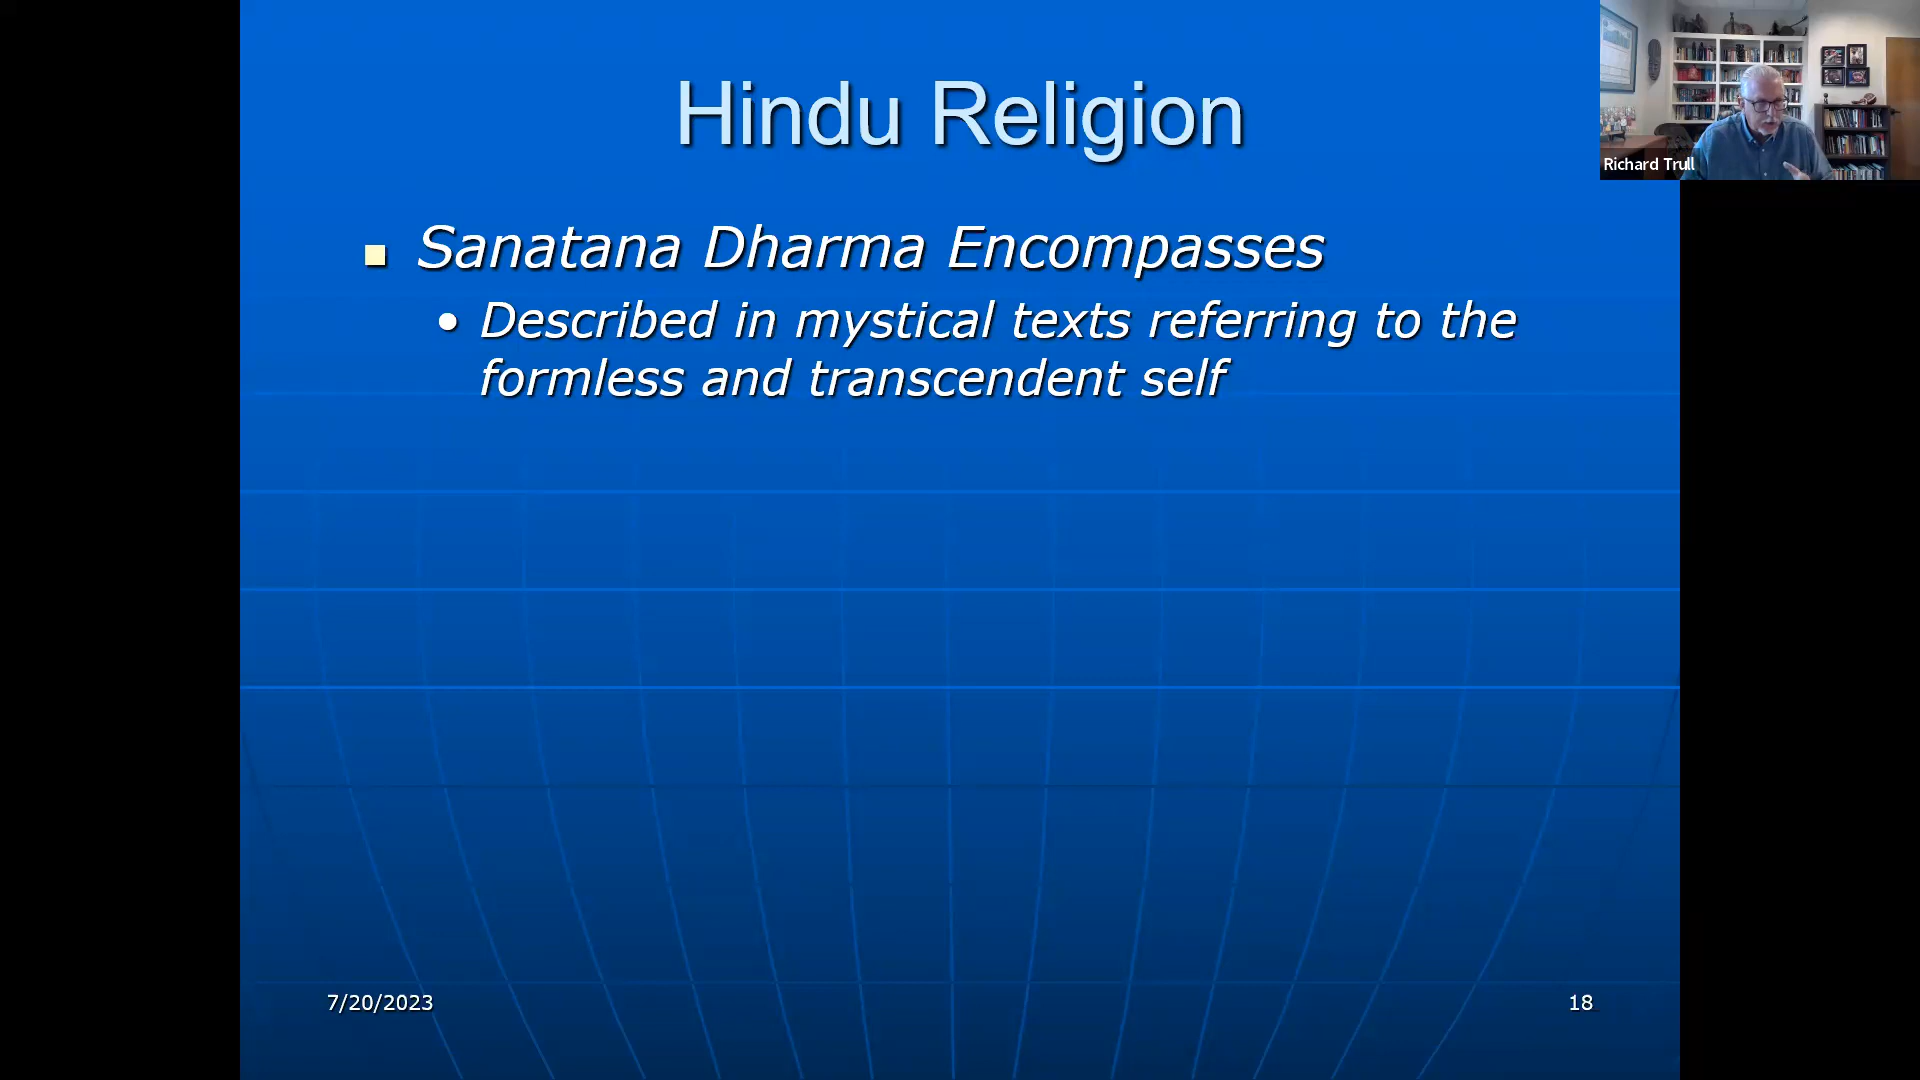 Hindu Religion
Richard Trull
Sanatana Dharma Encompasses
Described in mystical texts referring to the
formless and transcendent self
7/20/2023
18